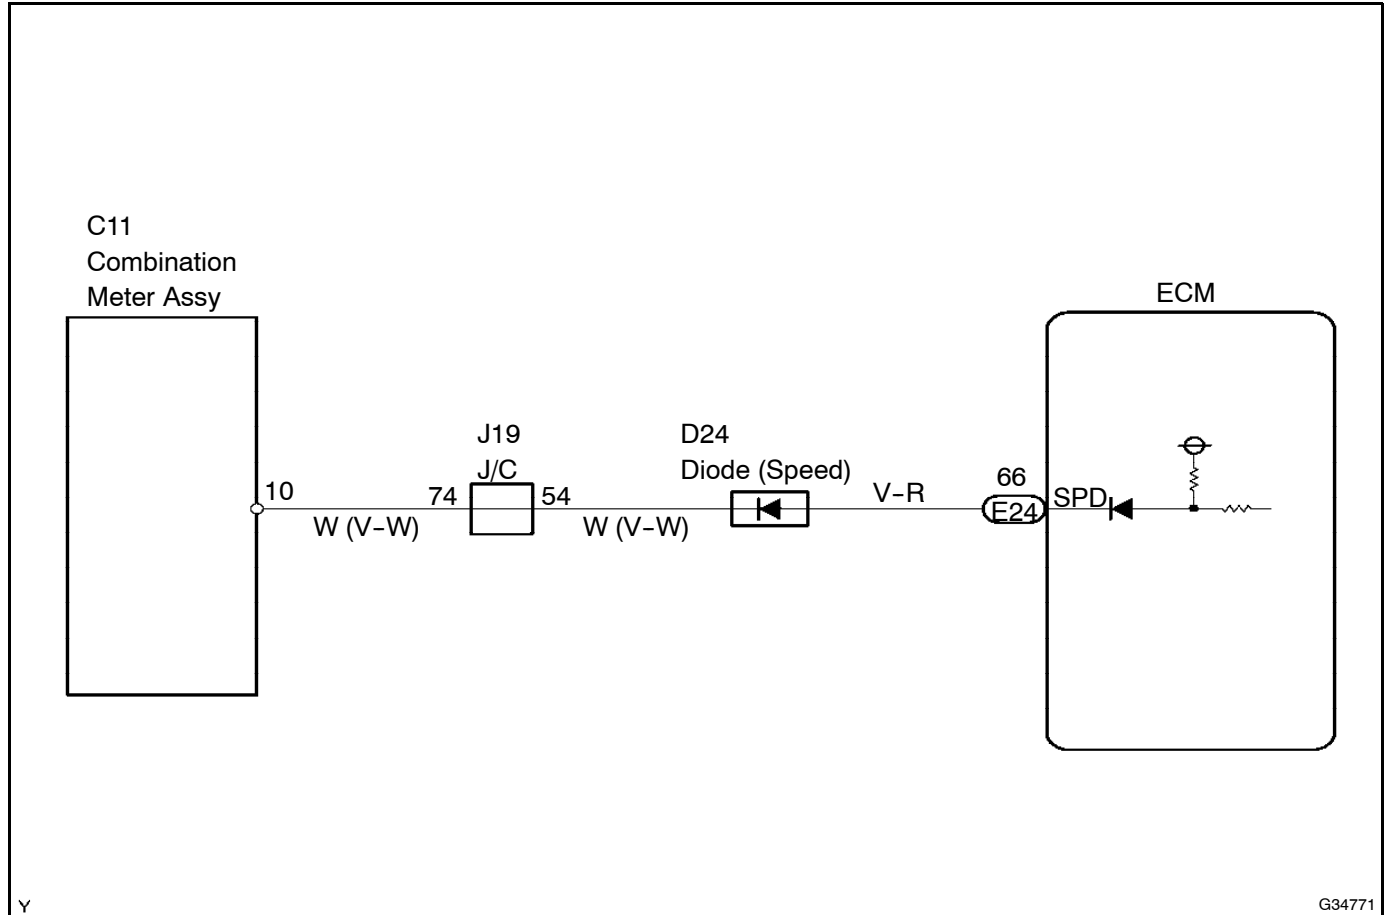 C11
Combination
Meter Assy
10
W (V-W)
74
J19
J/C
54
W (V-W)
D24
Diode (Speed)
V-R
66
E24
ECM
SPD
Y
G34771